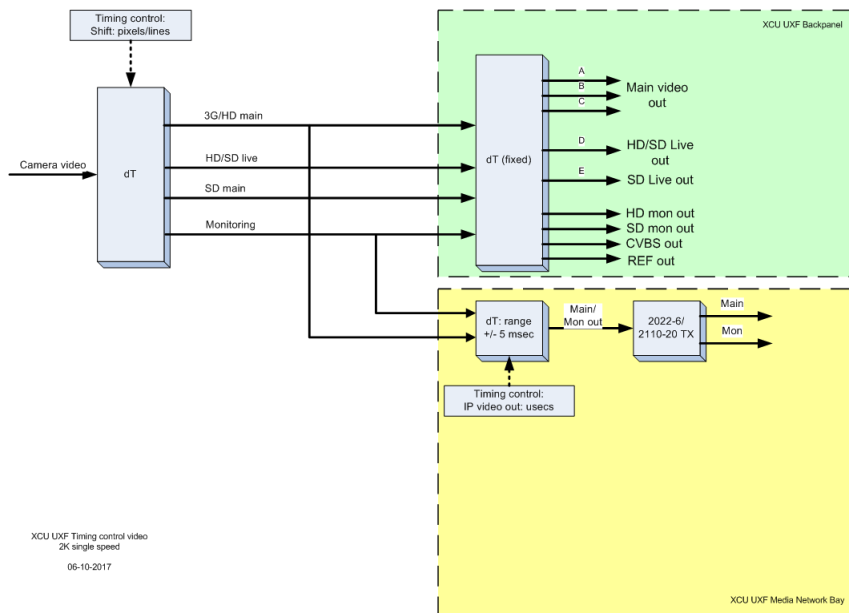 Timing control:
Shift: pixels/lines
XCU UXF Backpanel
A
B
C
Main video
out
3G/HD main
dT (fixed)
D
HD/SD Live
out
Camera video
dT
HD/SD live
E
SD Live out
SD main
HD mon out
Monitoring
SD mon out
CVBS out
REF out
dT: range
+/- 5 msec
Main/
Mon out
2022-6/
2110-20 TX
Main
Mon
Timing control:
IP video out: usecs
XCU UXF Timing control video
2K single speed
06-10-2017
XCU UXF Media Network Bay